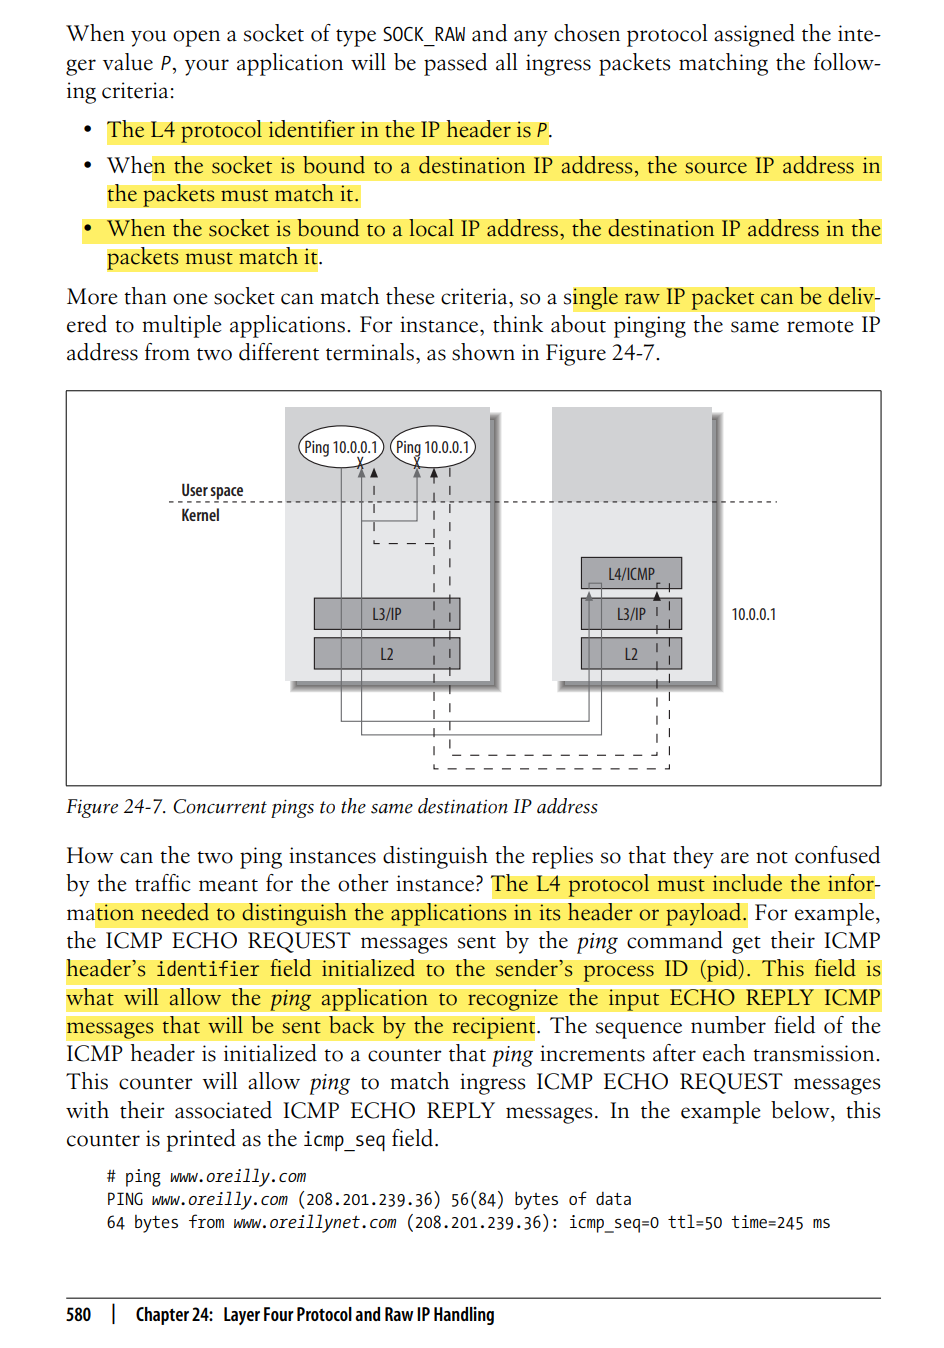 When you open a socket of type SOCK_RAW and any chosen protocol assigned the inte-
ger value P, your application will be passed all ingress packets matching the follow-
ing criteria:
• The L4 protocol identifier in the IP header is P.
• When the socket is bound to a destination IP address, the source IP address in
the packets must match it.
• When the socket is bound to a local IP address, the destination IP address in the
packets must match it.
More than one socket can match these criteria, so a single raw IP packet can be deliv-
ered to multiple applications. For instance, think about pinging the same remote IP
address from two different terminals, as shown in Figure 24-7.
Ping 10.0.0.1 Ping 10.0.0.1
X X
User space
Kernel
L4/ICMP
L3/IP L3/IP 10.0.0.1
L2 L2
Figure 24-7. Concurrent pings to the same destination IP address
How can the two ping instances distinguish the replies so that they are not confused
by the traffic meant for the other instance? The L4 protocol must include the infor-
mation needed to distinguish the applications in its header or payload. For example,
the ICMP ECHO REQUEST messages sent by the ping command get their ICMP
header’s identifier field initialized to the sender’s process ID (pid). This field is
what will allow the ping application to recognize the input ECHO REPLY ICMP
messages that will be sent back by the recipient. The sequence number field of the
ICMP header is initialized to a counter that ping increments after each transmission.
This counter will allow ping to match ingress ICMP ECHO REQUEST messages
with their associated ICMP ECHO REPLY messages. In the example below, this
counter is printed as the icmp_seq field.
# ping www.oreilly.com
PING www.oreilly.com (208.201.239.36) 56(84) bytes of data
64 bytes from www.oreillynet.com (208.201.239.36): icmp_seq=0 ttl=50 time=245 ms
580 | Chapter 24: Layer Four Protocol and Raw IP Handling